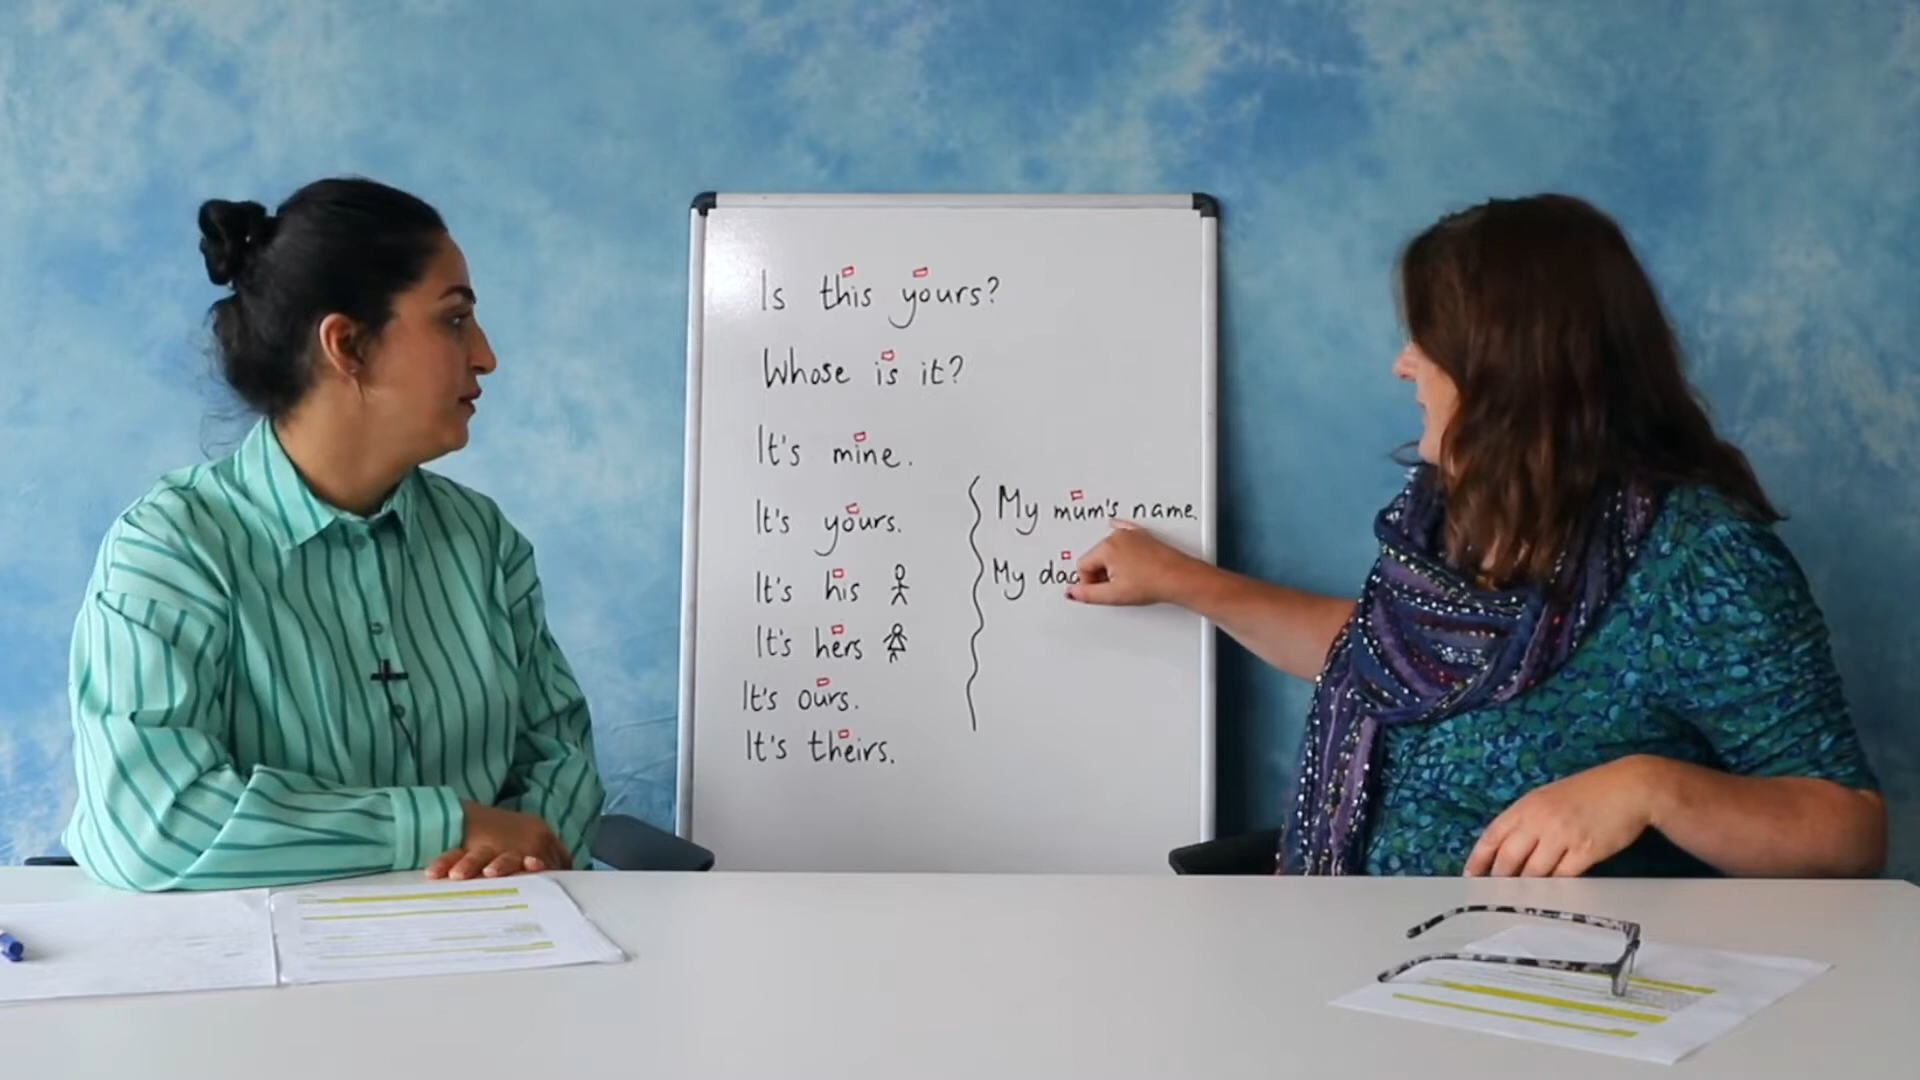 Is this yours?
Whose is it?
It's mine.
It's yours.
It's his
It's hers
It's ours.
It's theirs.
My mum's name.
My